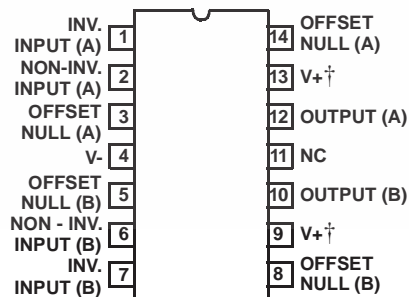 INV.
INPUT (A)
1
NON-INV.
INPUT (A)
2
OFFSET
NULL (A)
3
V-
4
OFFSET
NULL (B)
5
NON - INV.
INPUT (B)
6
INV.
INPUT (B)
7
14
OFFSET
NULL (A)
13
V+†
12
OUTPUT (A)
11
NC
10
OUTPUT (B)
9
V+†
8
OFFSET
NULL (B)